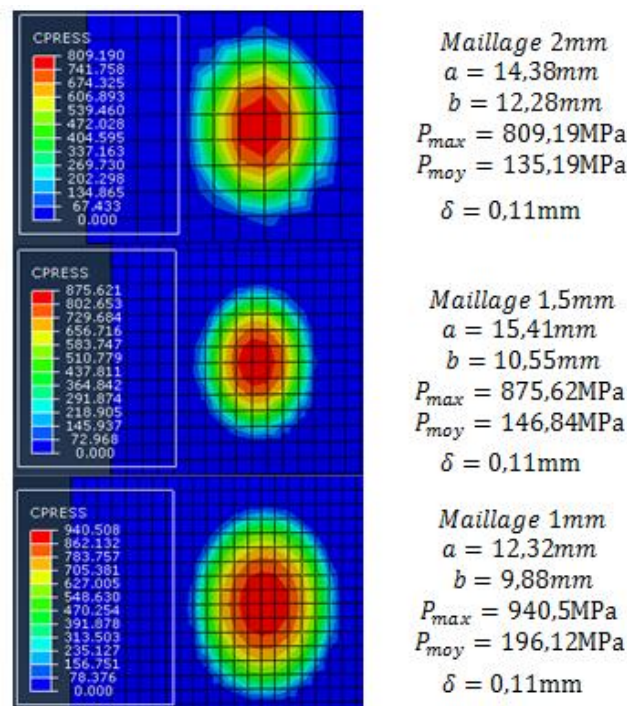 CPRESS
809.190
741.758
674.325
606.893
539.460
472.028
404.595
337.163
269.730
202.298
134.865
67.433
0.000
Maillage 2mm
a = 14,38mm
b = 12,28mm
Pmax = 809,19MPa
Pmoy = 135,19MPa
δ = 0,11mm
CPRESS
875.621
802.653
729.684
656.716
583.747
510.779
437.811
364.842
291.874
218.905
145.937
72.968
0.000
Maillage 1,5mm
a = 15,41mm
b = 10,55mm
Pmax = 875,62MPa
Pmoy = 146,84MPa
δ = 0,11mm
CPRESS
940.508
862.132
783.757
705.381
627.005
548.630
470.254
391.878
313.503
235.127
156.751
78.376
0.000
Maillage 1mm
a = 12,32mm
b = 9,88mm
Pmax = 940,5MPa
Pmoy = 196,12MPa
δ = 0,11mm